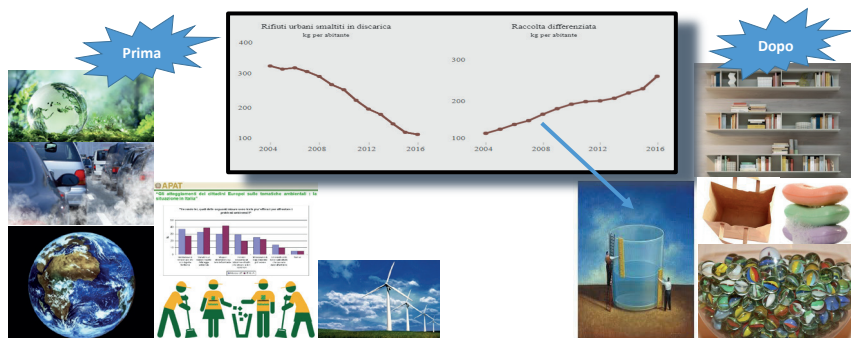 Prima
Rifiuti urbani smaltiti in discarica
kg per abitante
400
300
200
100
2004
2008
2012
2016
Raccolta differenziata
kg per abitante
300
200
100
2004
2008
2012
2016
Dopo
APAT
"Gli atteggiamenti dei cittadini Europei sulle tematiche ambientali : la
situazione in Italia"